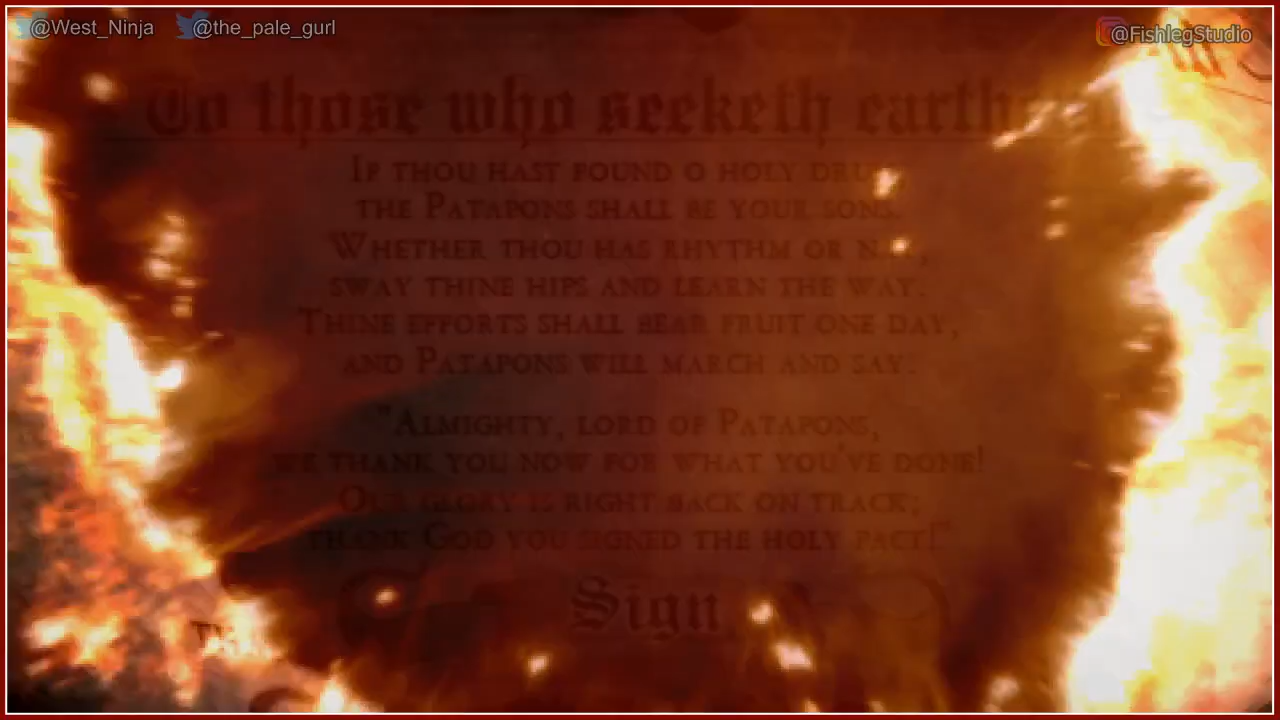 @West_Ninja @the_pale_gurl @FishlegStudio
To those who seeketh
If thou hast found o holy
the Patapons shall be your sons.
Whether thou has rhythm or
sway thine hips and learn the way;
Thine efforts shall bear fruit one day,
and Patapons will march and say:
"Almighty, lord of Patapons,
we thank you now for what you've done!
Our glory is right back on track;
thank God you signed the holy pact!"
Sign